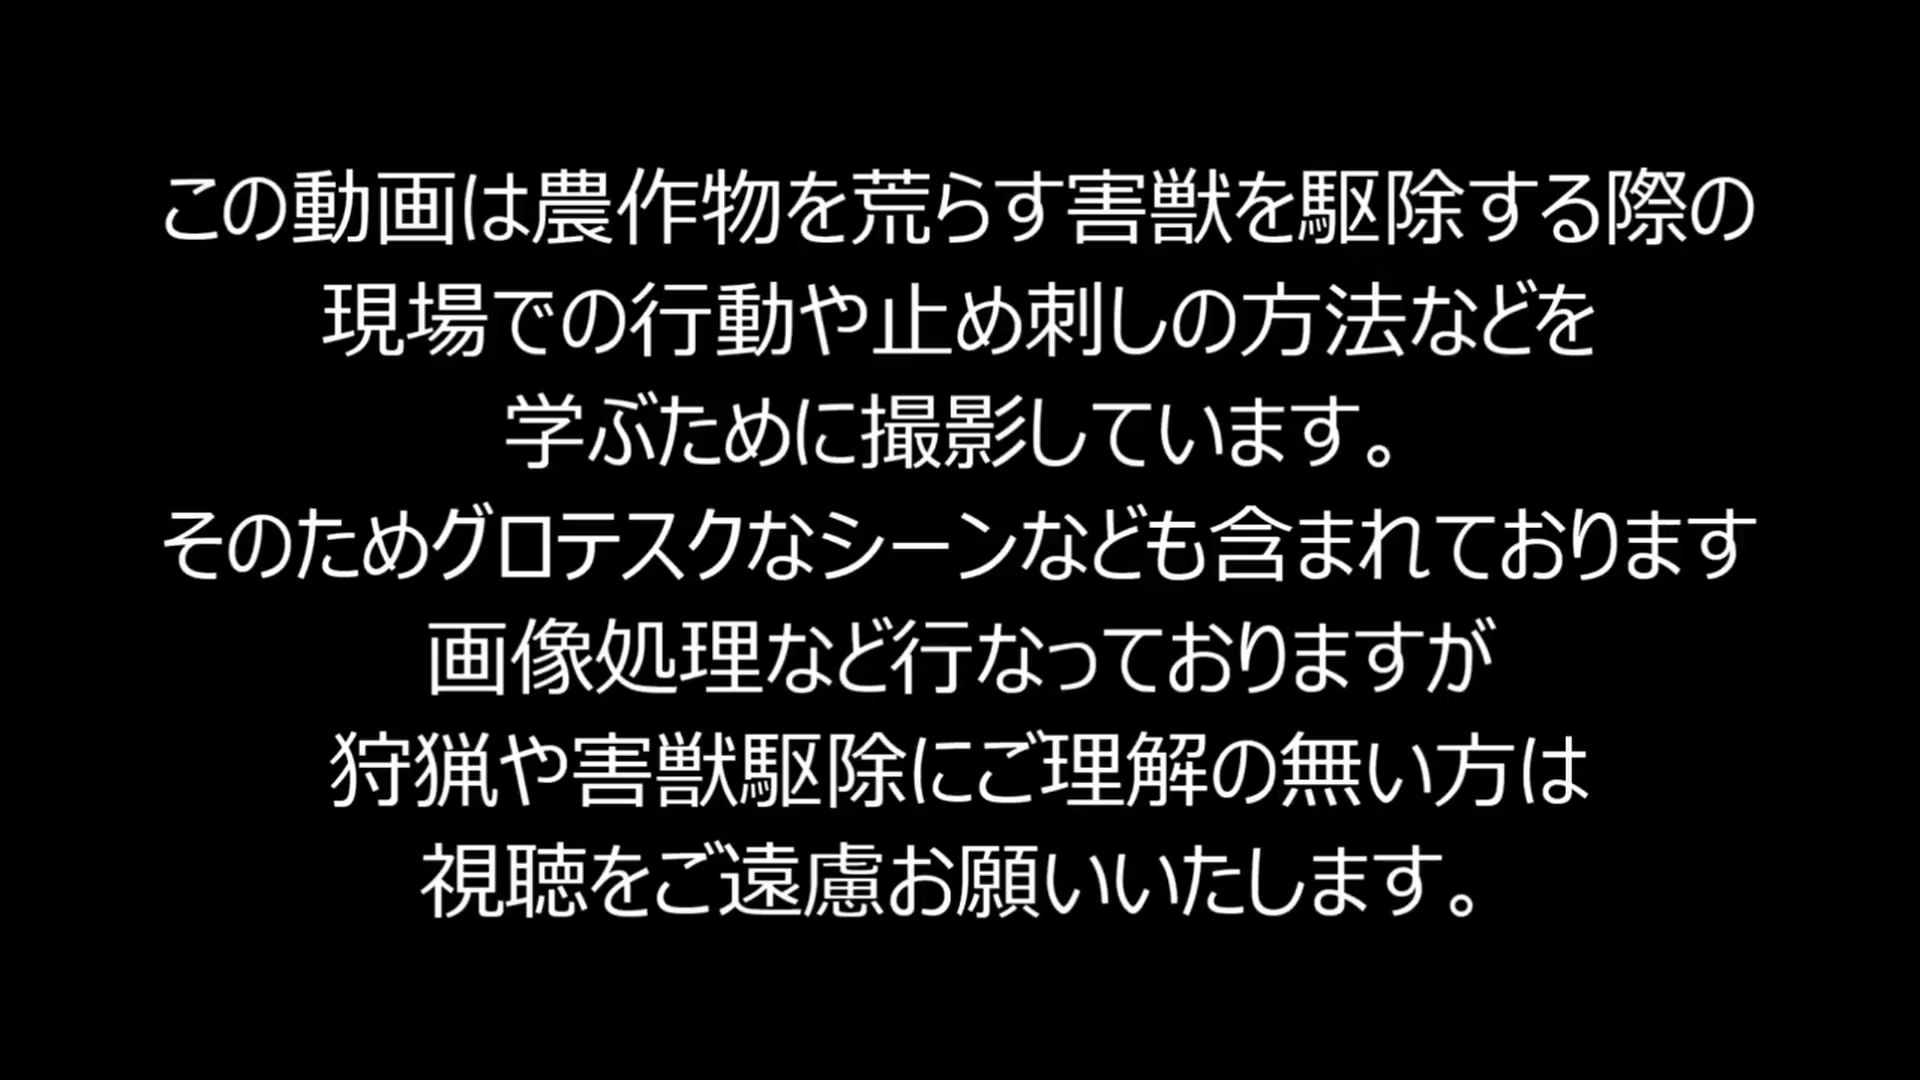 この動画は農作物を荒らす害獣を駆除する際の
現場での行動や止め刺しの方法などを
学ぶために撮影しています。
そのためグロテスクなシーンなども含まれております
画像処理など行なっておりますが
狩猟や害獣駆除にご理解の無い方は
視聴をご遠慮お願いいたします。